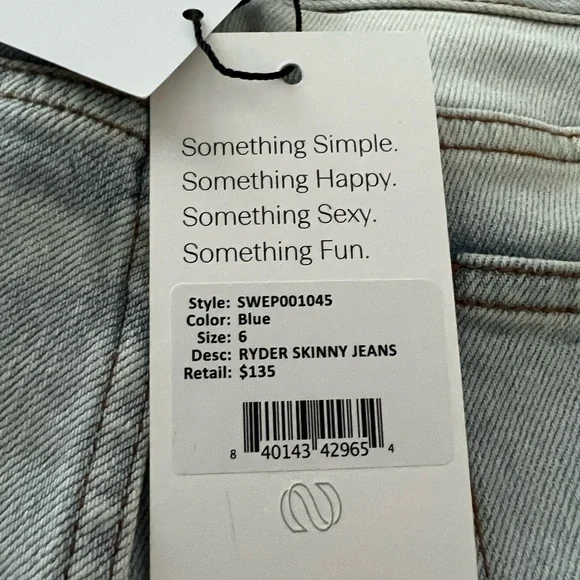 Something Simple.
Something Happy.
Something Sexy.
Something Fun.
Style: SWEP001045
Color: Blue
Size: 6
Desc: RYDER SKINNY JEANS
Retail: $135
8 40143 42965 4